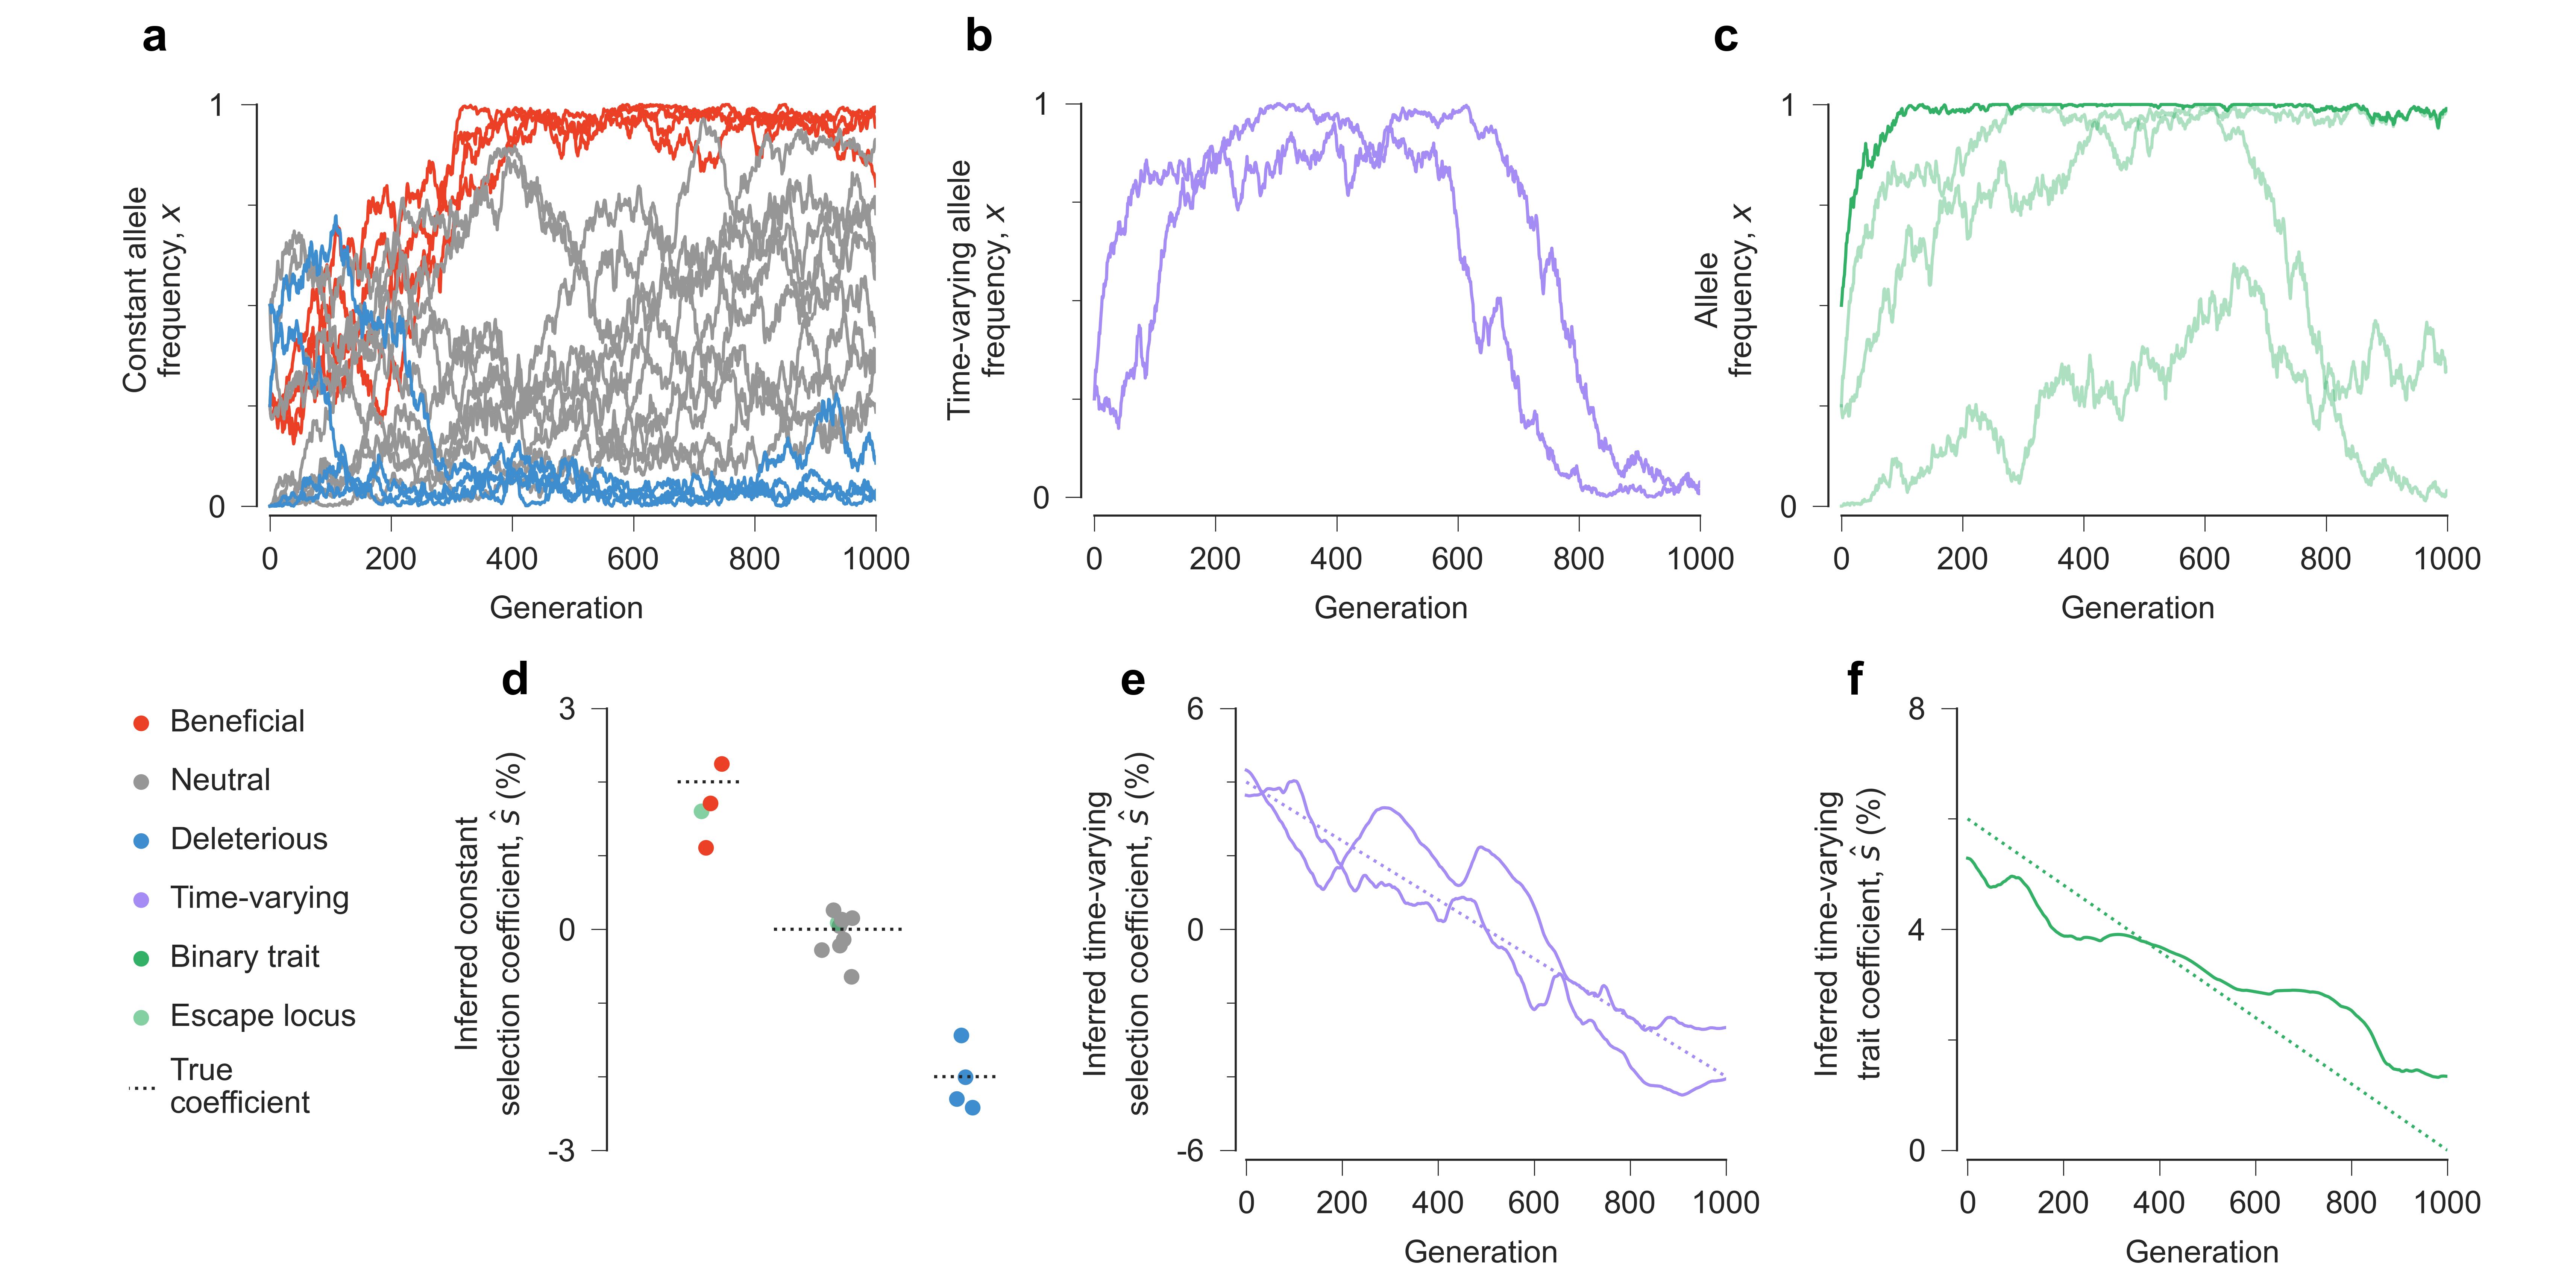 a
Constant allele
frequency, x
1
0
0 200 400 600 800 1000
Generation
b
Time-varying allele
frequency, x
1
0
0 200 400 600 800 1000
Generation
c
Allele
frequency, x
1
0
0 200 400 600 800 1000
Generation
Beneficial
Neutral
Deleterious
Time-varying
Binary trait
Escape locus
True
coefficient
d
Inferred constant
selection coefficient, ŝ (%)
3
0
-3
e
Inferred time-varying
selection coefficient, ŝ (%)
6
0
-6
0 200 400 600 800 1000
Generation
f
Inferred time-varying
trait coefficient, ŝ (%)
8
4
0
0 200 400 600 800 1000
Generation